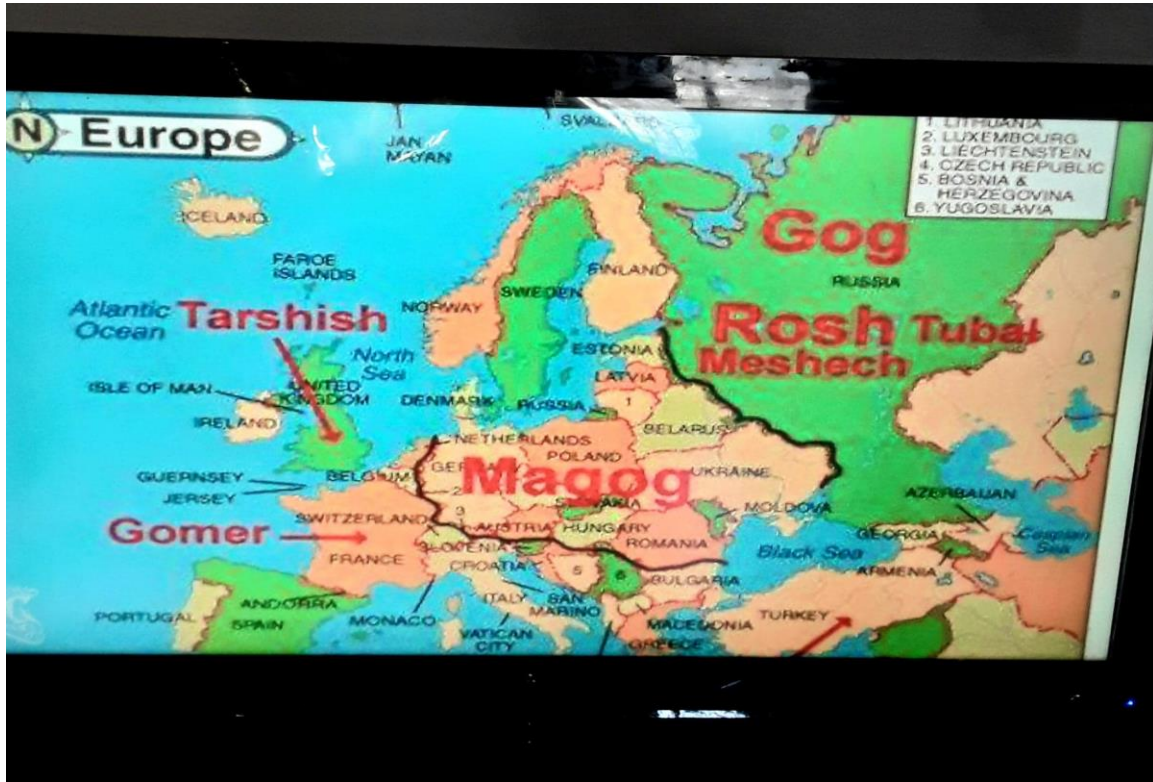 N
Europe
SVALBARD
JAN
MAYAN
1. LITHUANIA
2. LUXEMBOURG
3. LIECHTENSTEIN
4. CZECH REPUBLIC
5. BOSNIA &
HERZEGOVINA
6. YUGOSLAVIA
ICELAND
Gog
FAROE
ISLANDS
FINLAND
RUSSIA
SWEDEN
NORWAY
Atlantic
Ocean
Tarshish
Rosh
Tubal
Meshech
North
Sea
ESTONIA
ISLE OF MAN
UNITED
KINGDOM
LATVIA
DENMARK
RUSSIA
1
IRELAND
BELARUS
NETHERLANDS
POLAND
GUERNSEY
BELGIUM
Magog
UKRAINE
JERSEY
2
AZERBAIJAN
MOLDOVA
3
SWITZERLAND
AUSTRIA
HUNGARY
Gomer
ROMANIA
GEORGIA
Caspian
Sea
FRANCE
SLOVENIA
Black Sea
CROATIA
5
6
BULGARIA
ARMENIA
ANDORRA
ITALY
SAN
MARINO
PORTUGAL
SPAIN
MONACO
MACEDONIA
TURKEY
VATICAN
CITY
GREECE